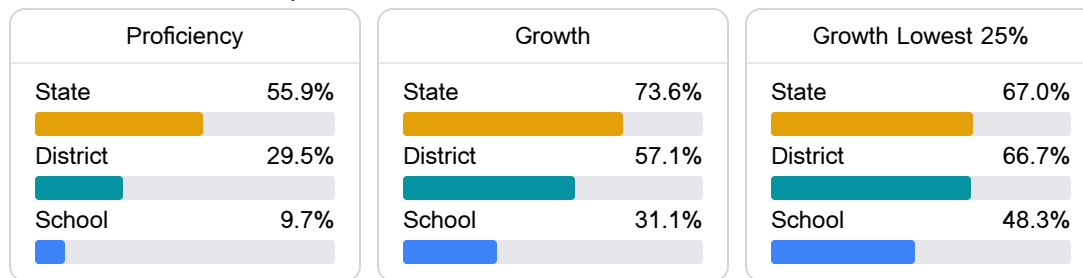 Proficiency
State 55.9%
District 29.5%
School 9.7%
Growth
State 73.6%
District 57.1%
School 31.1%
Growth Lowest 25%
State 67.0%
District 66.7%
School 48.3%